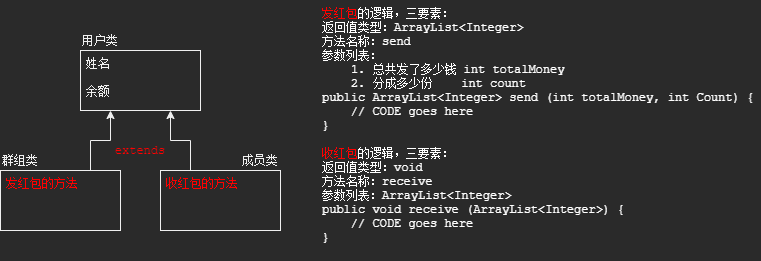 用户类
姓名
余额
extends
群组类
发红包的方法
成员类
收红包的方法
发红包的逻辑，三要素：
返回值类型：ArrayList<Integer>
方法名称：send
参数列表：
1. 总共发了多少钱 int totalMoney
2. 分成多少份 int count
public ArrayList<Integer> send (int totalMoney, int Count) {
// CODE goes here
}
收红包的逻辑，三要素：
返回值类型：void
方法名称：receive
参数列表：ArrayList<Integer>
public void receive (ArrayList<Integer>) {
// CODE goes here
}